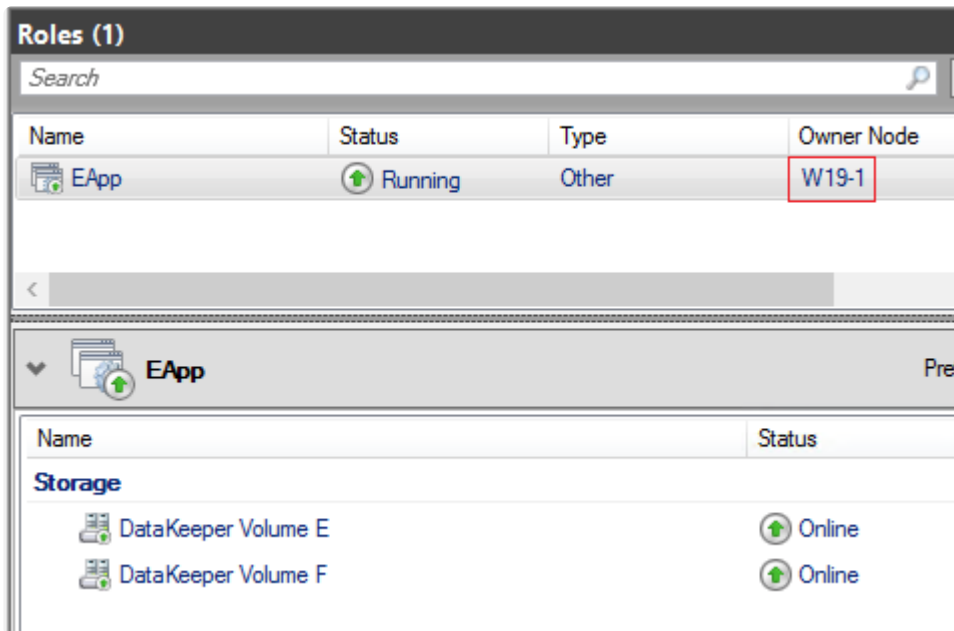 Roles (1)
Search
Name Status Type Owner Node
EApp Running Other W19-1
EApp Pre
Name Status
Storage
DataKeeper Volume E Online
DataKeeper Volume F Online